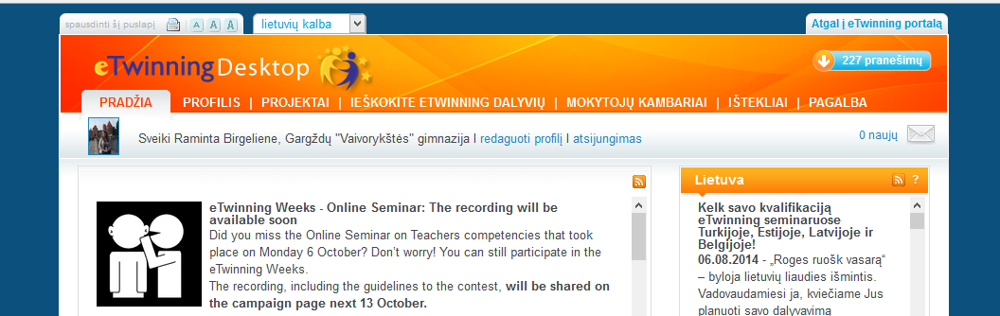 spausdinti šį puslapį A A A lietuvių kalba Atgal į eTwinning portalą
eTwinning Desktop 227 pranešimų
PRADŽIA PROFILIS | PROJEKTAI | IEŠKOKITE ETWINNING DALYVIŲ | MOKYTOJŲ KAMBARIAI | IŠTEKLIAI | PAGALBA
Sveiki Raminta Birgeliene, Gargždų "Vaivorykštės" gimnazija I redaguoti profilį I atsijungimas 0 naujų
eTwinning Weeks - Online Seminar: The recording will be
available soon
Did you miss the Online Seminar on Teachers competencies that took
place on Monday 6 October? Don't worry! You can still participate in the
eTwinning Weeks.
The recording, including the guidelines to the contest, will be shared on
the campaign page next 13 October.
Lietuva ?
Kelk savo kvalifikaciją
eTwinning seminaruose
Turkijoje, Estijoje, Latvijoje ir
Belgijoje!
06.08.2014 - „Roges ruošk vasarą“
– byloja lietuvių liaudies išmintis.
Vadovaudamiesi ja, kviečiame Jus
planuoti savo dalyvavimą